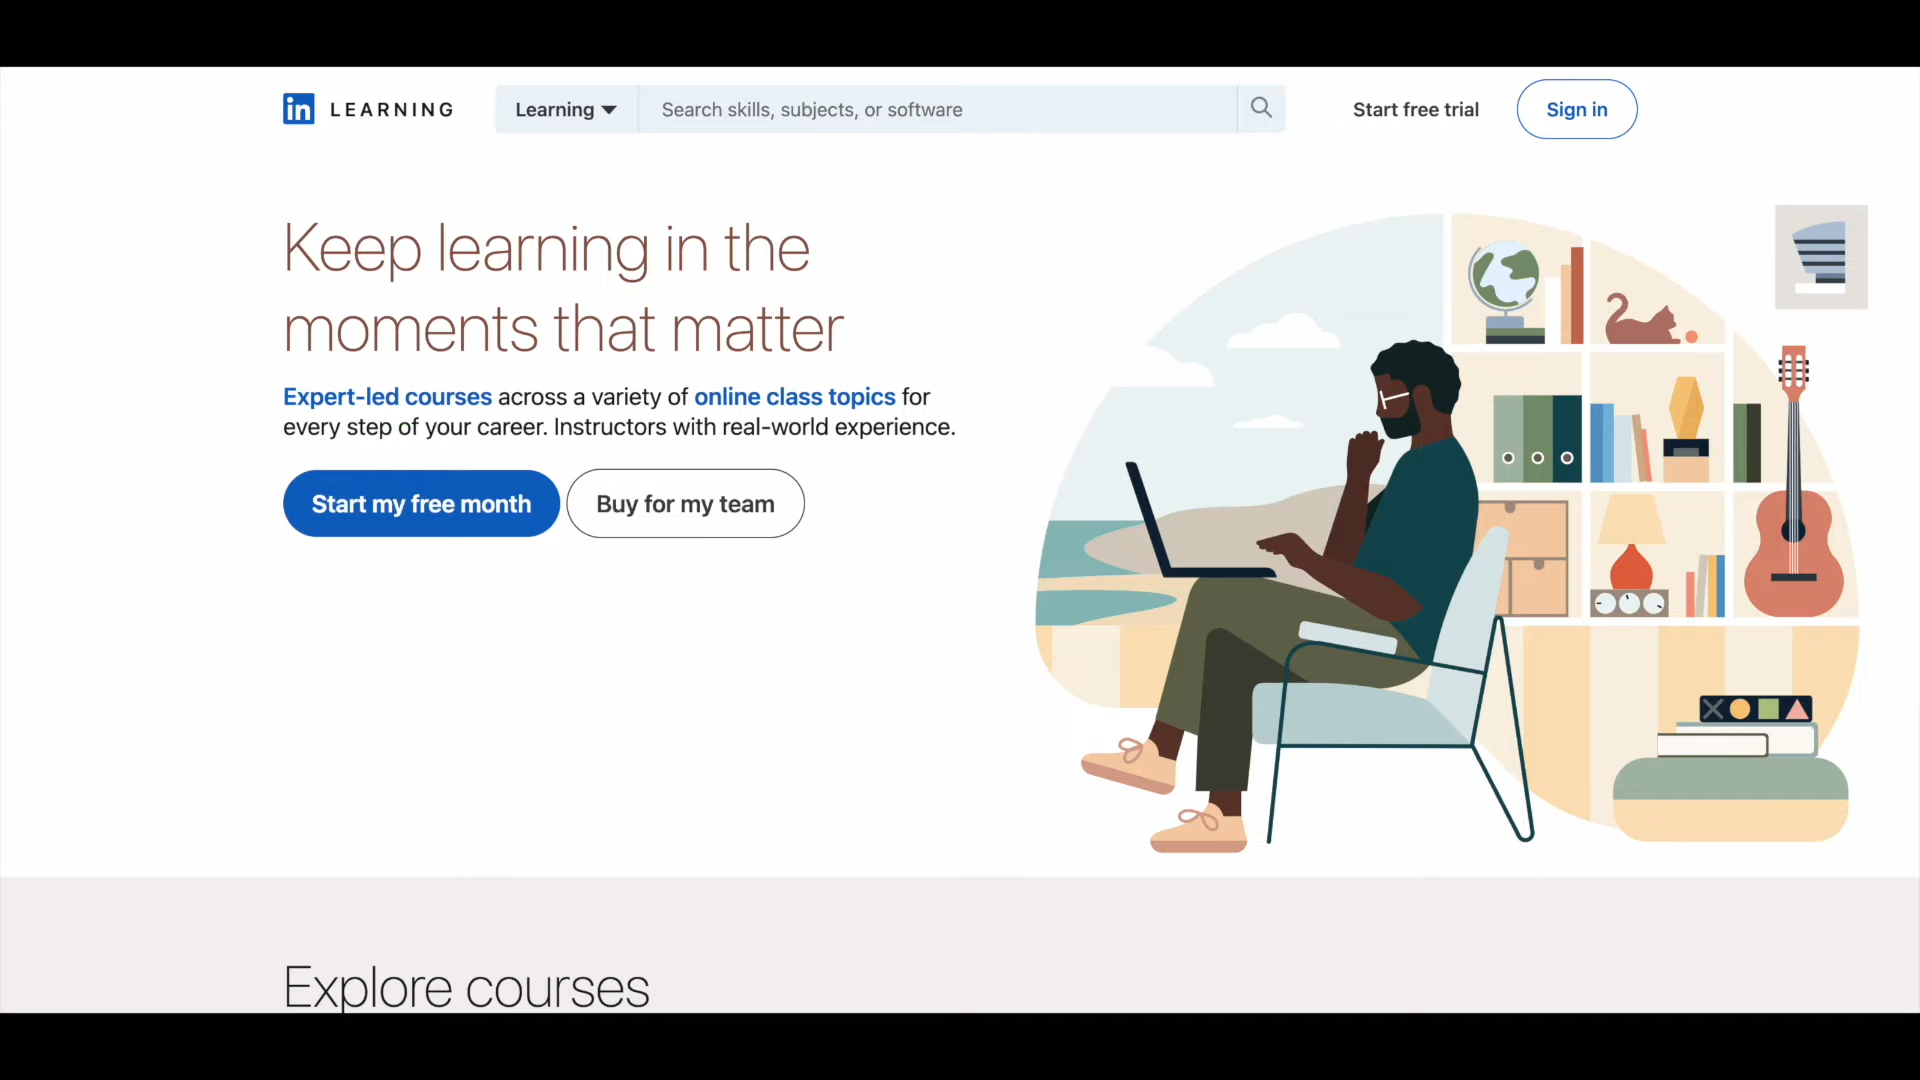 in LEARNING
Learning
Search skills, subjects, or software
Start free trial
Sign in
Keep learning in the
moments that matter
Expert-led courses across a variety of online class topics for
every step of your career. Instructors with real-world experience.
Start my free month
Buy for my team
Explore courses